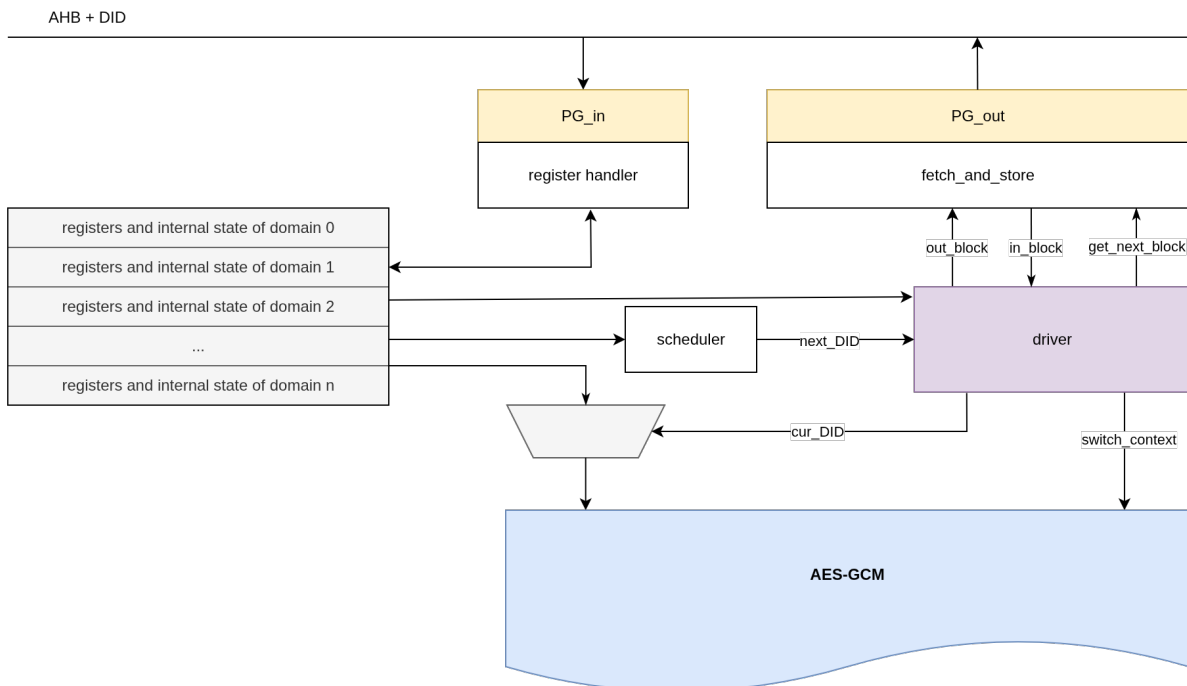 AHB + DID
PG_in
PG_out
register handler
fetch_and_store
registers and internal state of domain 0
registers and internal state of domain 1
registers and internal state of domain 2
...
registers and internal state of domain n
out_block
in_block
get_next_block
scheduler
next_DID
driver
cur_DID
switch_context
AES-GCM